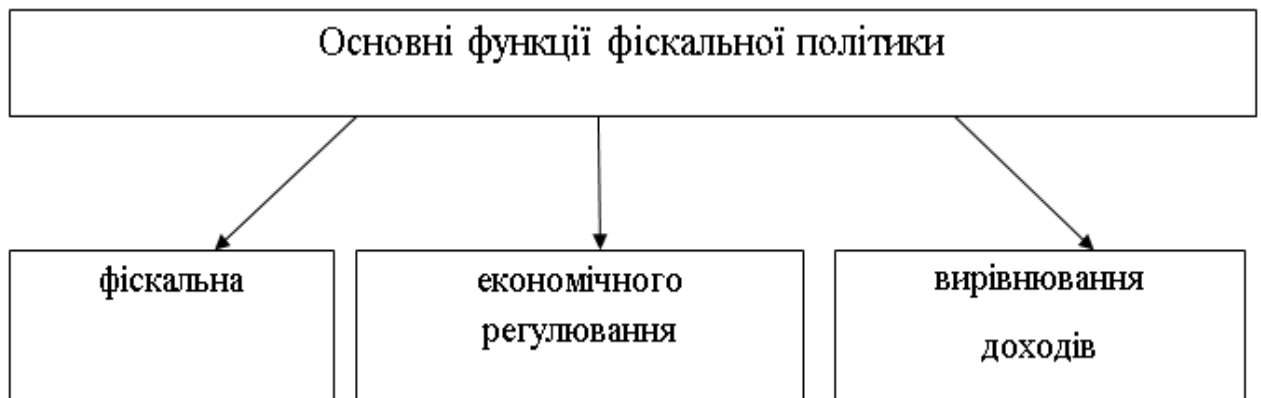 Основні функції фіскальної політики
фіскальна
економічного
регулювання
вирівнювання
доходів